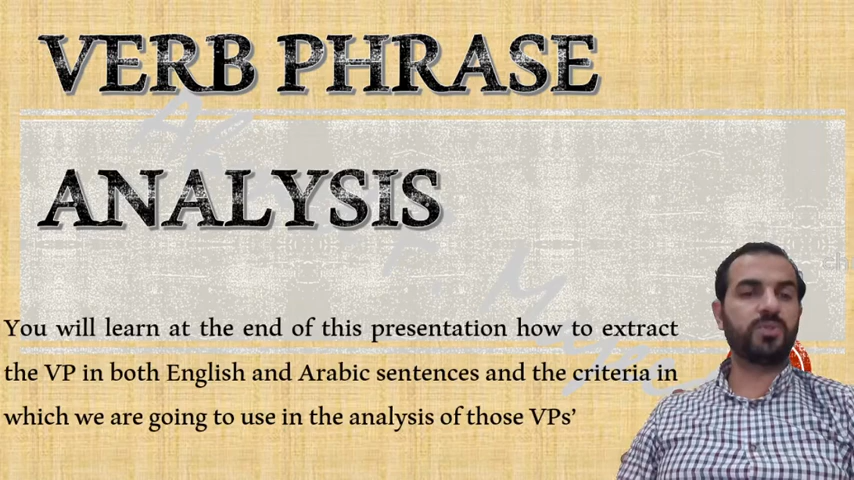 VERB PHRASE
ANALYSIS
You will learn at the end of this presentation how to extract
the VP in both English and Arabic sentences and the criteria in
which we are going to use in the analysis of those VPs’